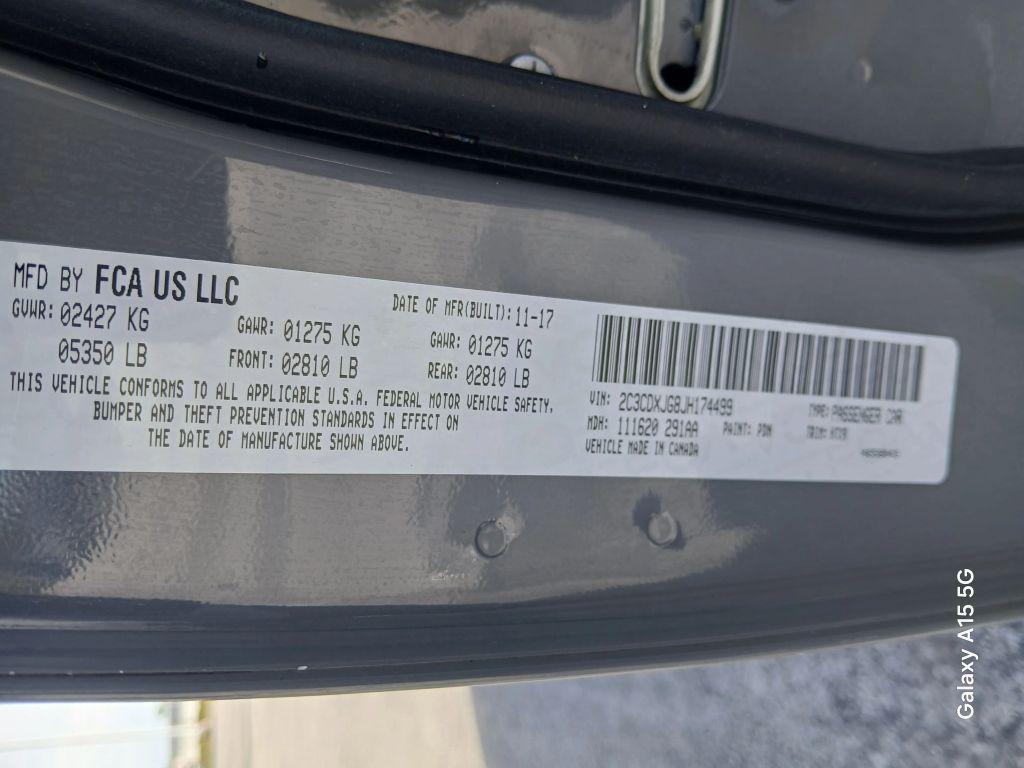 MFD BY FCA US LLC
DATE OF MFR(BUILT): 11-17
GVWR: 02427 KG
GAWR: 01275 KG
GAWR: 01275 KG
05350 LB
FRONT: 02810 LB
REAR: 02810 LB
THIS VEHICLE CONFORMS TO ALL APPLICABLE U.S.A. FEDERAL MOTOR VEHICLE SAFETY,
BUMPER AND THEFT PREVENTION STANDARDS IN EFFECT ON
THE DATE OF MANUFACTURE SHOWN ABOVE.
VIN: 2C3CDXJG8JH174499
TYPE: PASSENGER CAR
MDH: 111620 291AA
PAINT: PDN
TRIM:
VEHICLE MADE IN CANADA
Galaxy A15 5G